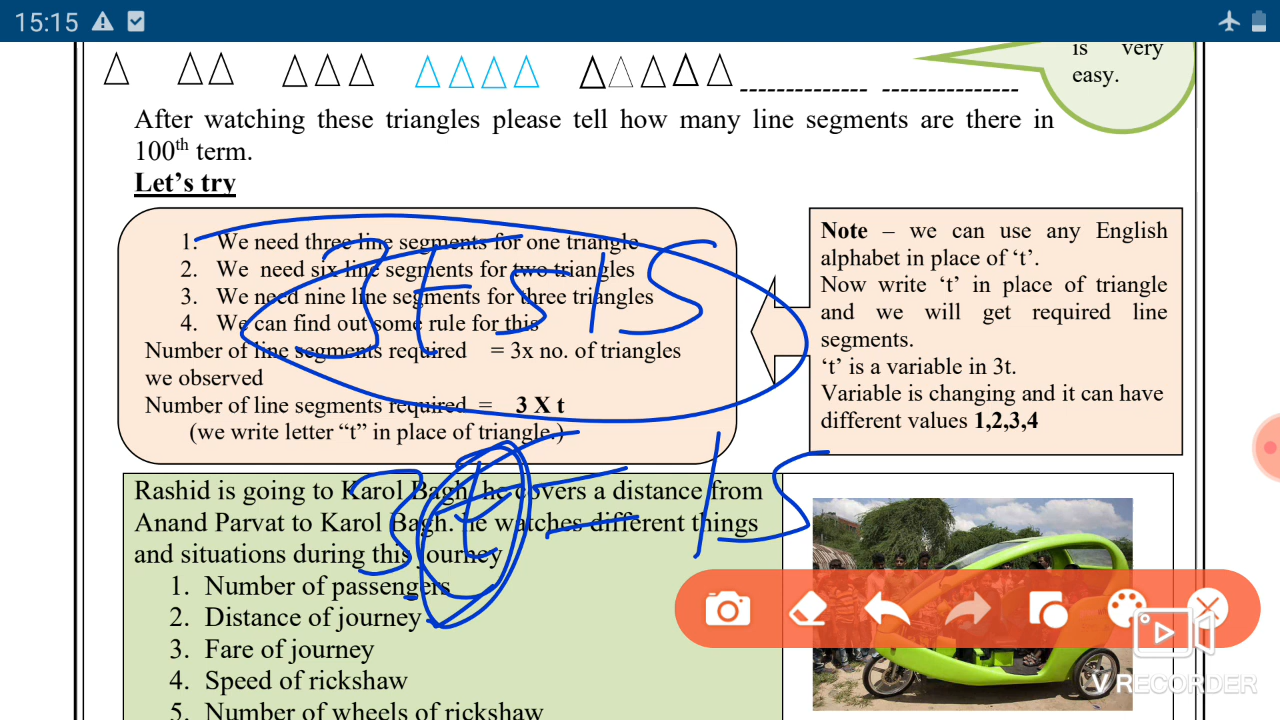 15:15
is very
easy.
After watching these triangles please tell how many line segments are there in
100th term.
Let's try
1. We need three line segments for one triangle
2. We need six line segments for two triangles
3. We need nine line segments for three triangles
4. We can find out some rule for this
Number of line segments required = 3x no. of triangles
we observed
Number of line segments required = 3 X t
(we write letter “t” in place of triangle.)
Note – we can use any English
alphabet in place of ‘t’.
Now write ‘t’ in place of triangle
and we will get required line
segments.
‘t’ is a variable in 3t.
Variable is changing and it can have
different values 1,2,3,4
3t = 15
Rashid is going to Karol Bagh, he covers a distance from
Anand Parvat to Karol Bagh. he watches different things
and situations during this journey
1. Number of passengers
2. Distance of journey
3. Fare of journey
4. Speed of rickshaw
5. Number of wheels of rickshaw
V RECORDER